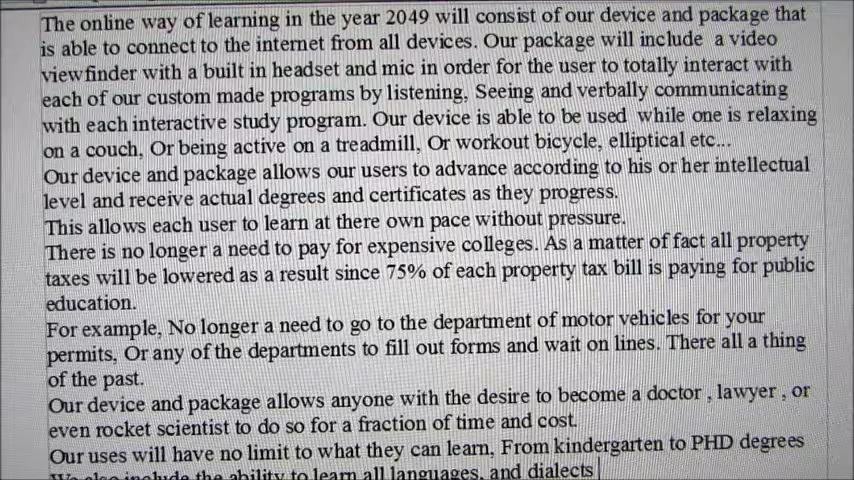 The online way of learning in the year 2049 will consist of our device and package that
is able to connect to the internet from all devices. Our package will include  a video
viewfinder with a built in headset and mic in order for the user to totally interact with
each of our custom made programs by listening, Seeing and verbally communicating
with each interactive study program. Our device is able to be used  while one is relaxing
on a couch, Or being active on a treadmill, Or workout bicycle, elliptical etc...
Our device and package allows our users to advance according to his or her intellectual
level and receive actual degrees and certificates as they progress.
This allows each user to learn at there own pace without pressure.
There is no longer a need to pay for expensive colleges. As a matter of fact all property
taxes will be lowered as a result since 75% of each property tax bill is paying for public
education.
For example, No longer a need to go to the department of motor vehicles for your
permits, Or any of the departments to fill out forms and wait on lines. There all a thing
of the past.
Our device and package allows anyone with the desire to become a doctor , lawyer , or
even rocket scientist to do so for a fraction of time and cost.
Our uses will have no limit to what they can learn, From kindergarten to PHD degrees
We also include the ability to learn all languages, and dialects